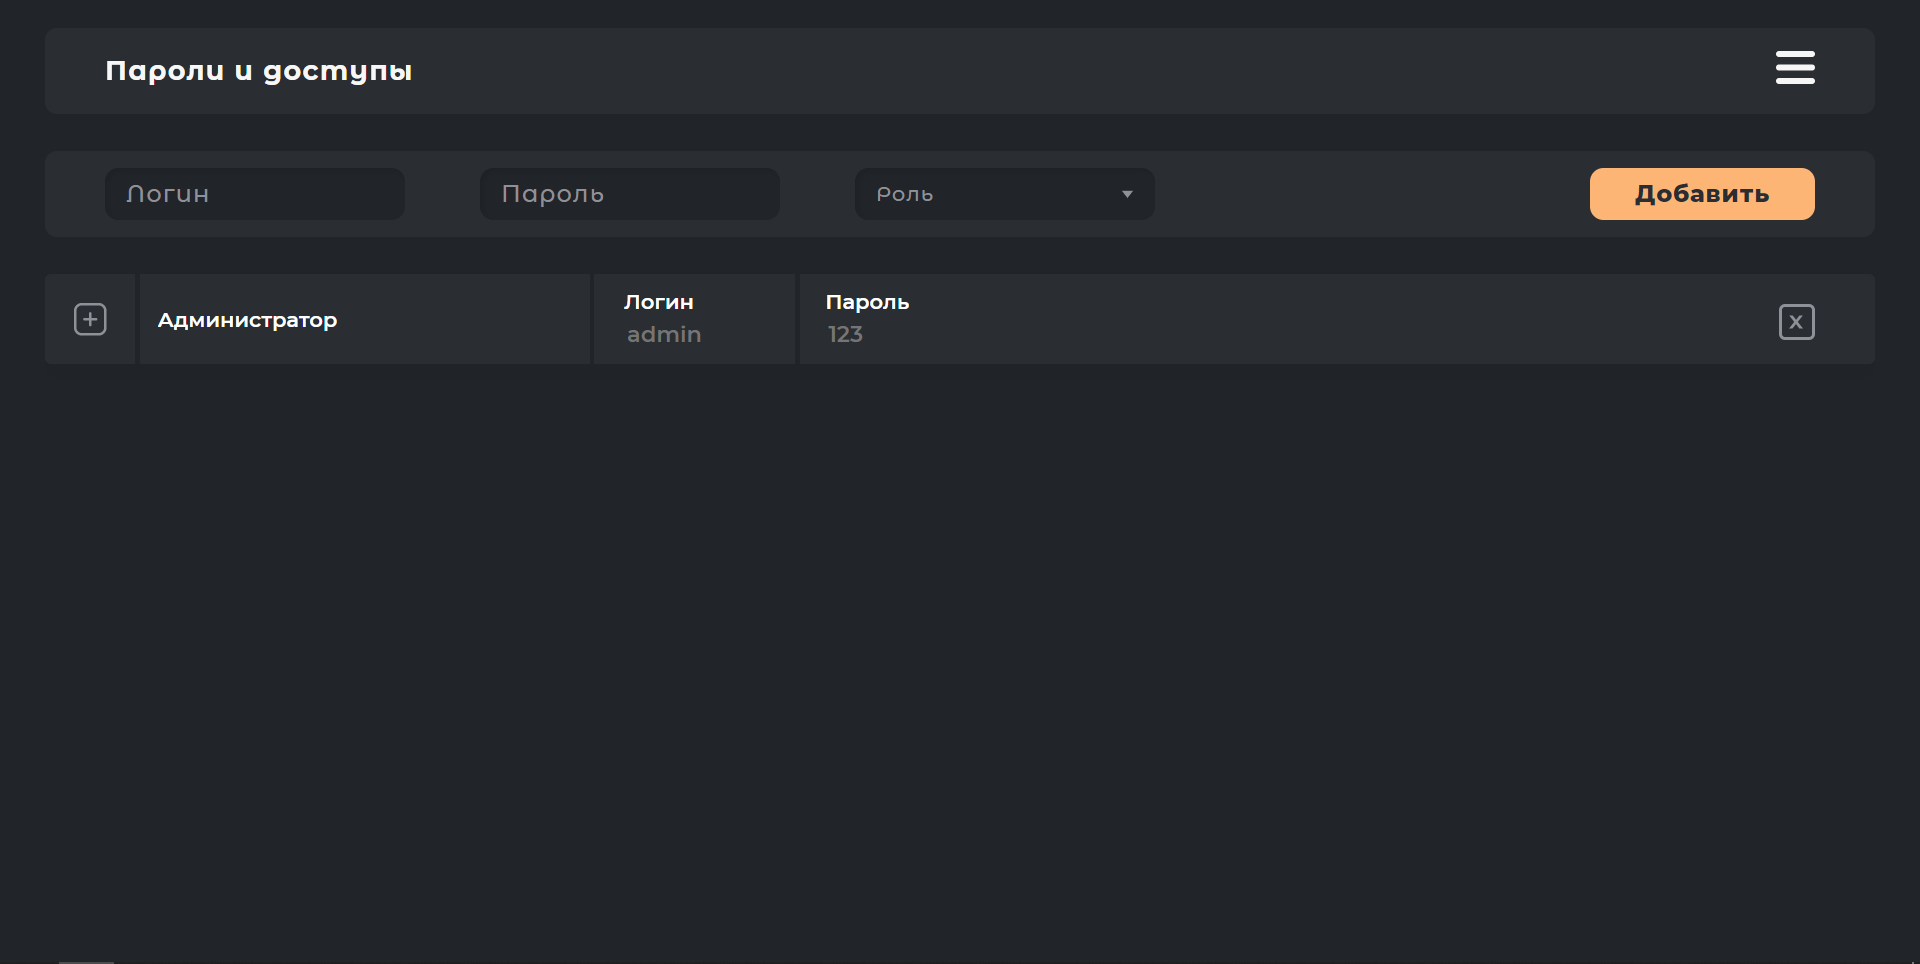 Пароли и доступы
Логин
Пароль
Роль
Добавить
Администратор
Логин
admin
Пароль
123
x